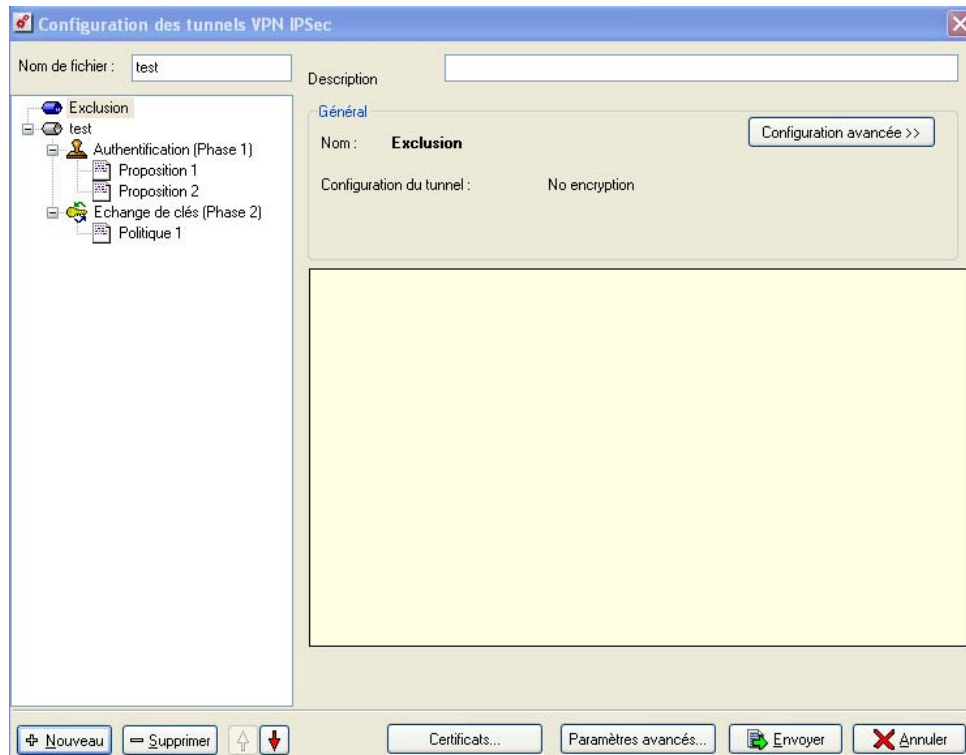 Configuration des tunnels VPN IPSec
Nom de fichier : test
Description
Exclusion
test
Authentification (Phase 1)
Proposition 1
Proposition 2
Echange de clés (Phase 2)
Politique 1
Général
Nom : Exclusion
Configuration avancée >>
Configuration du tunnel : No encryption
Nouveau
Supprimer
Certificats...
Paramètres avancés...
Envoyer
Annuler